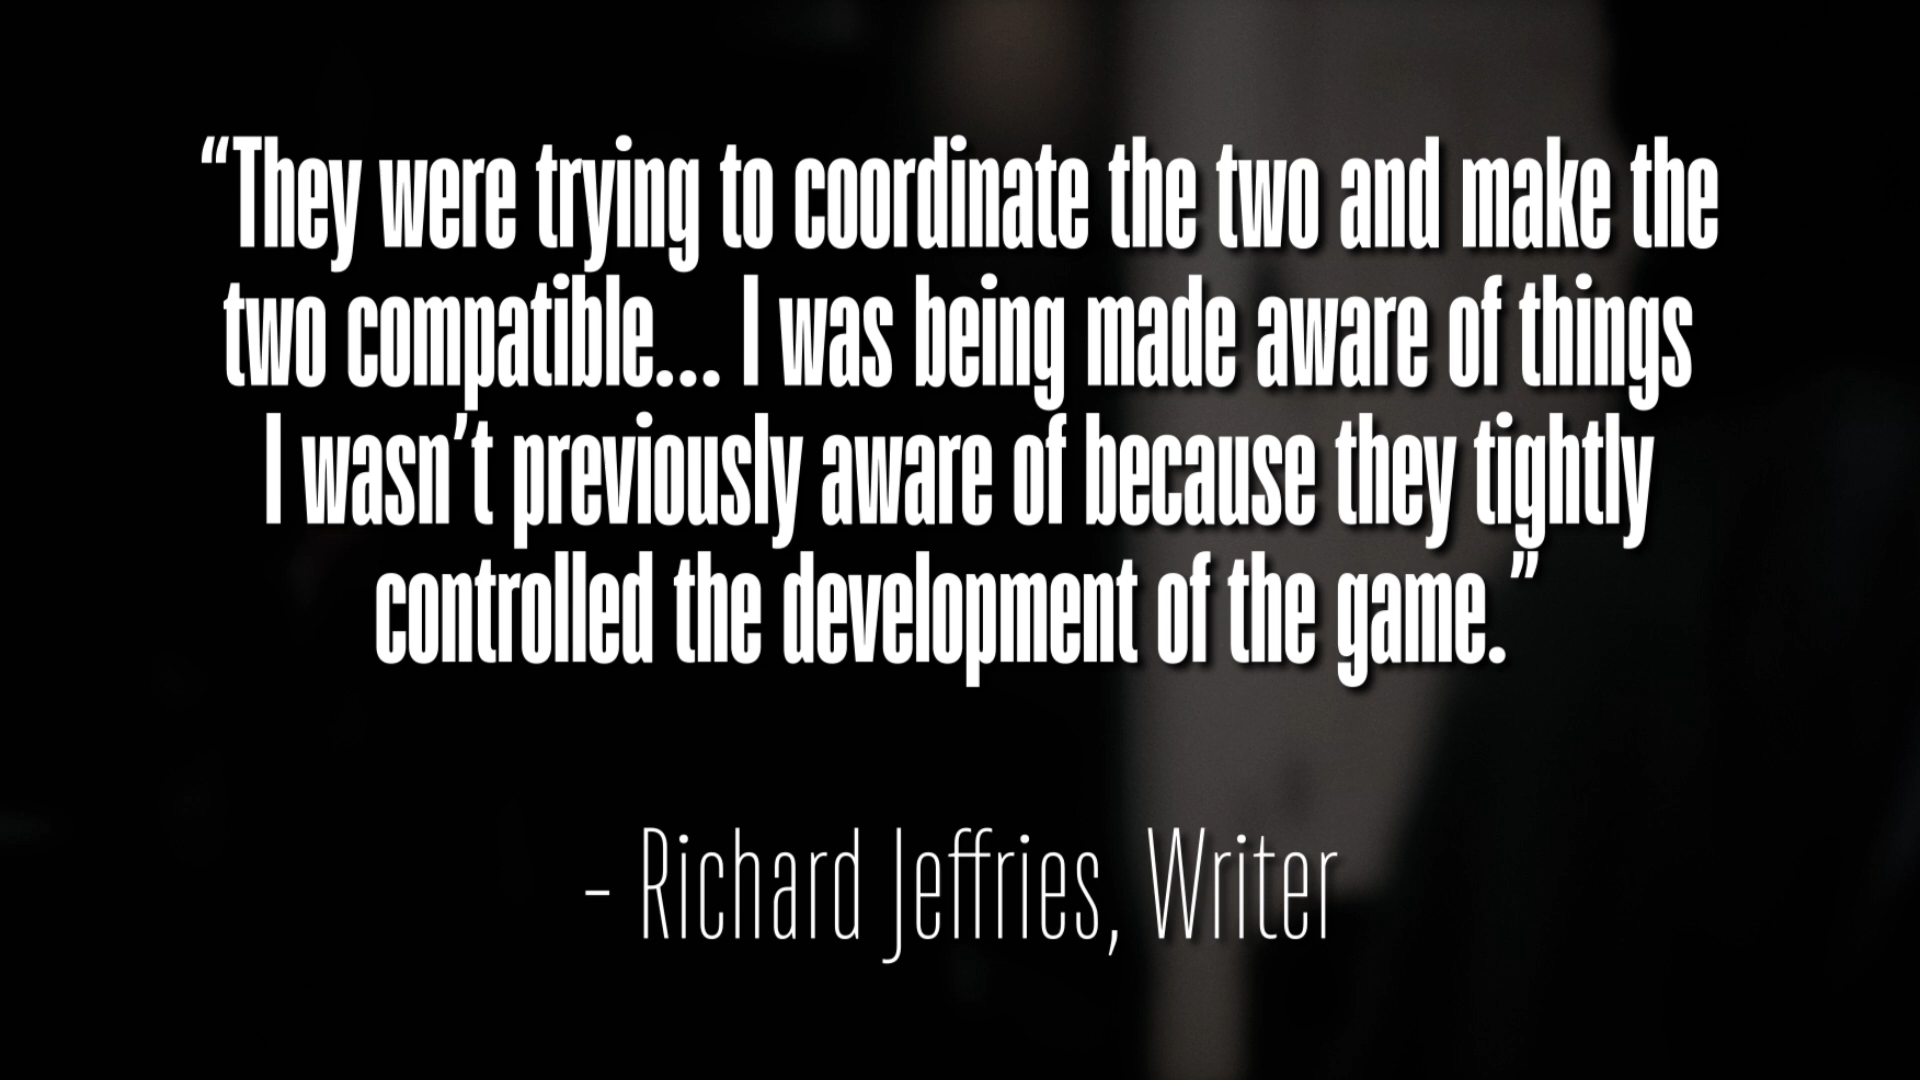 “They were trying to coordinate the two and make the
two compatible... I was being made aware of things
I wasn’t previously aware of because they tightly
controlled the development of the game.”
- Richard Jeffries, Writer